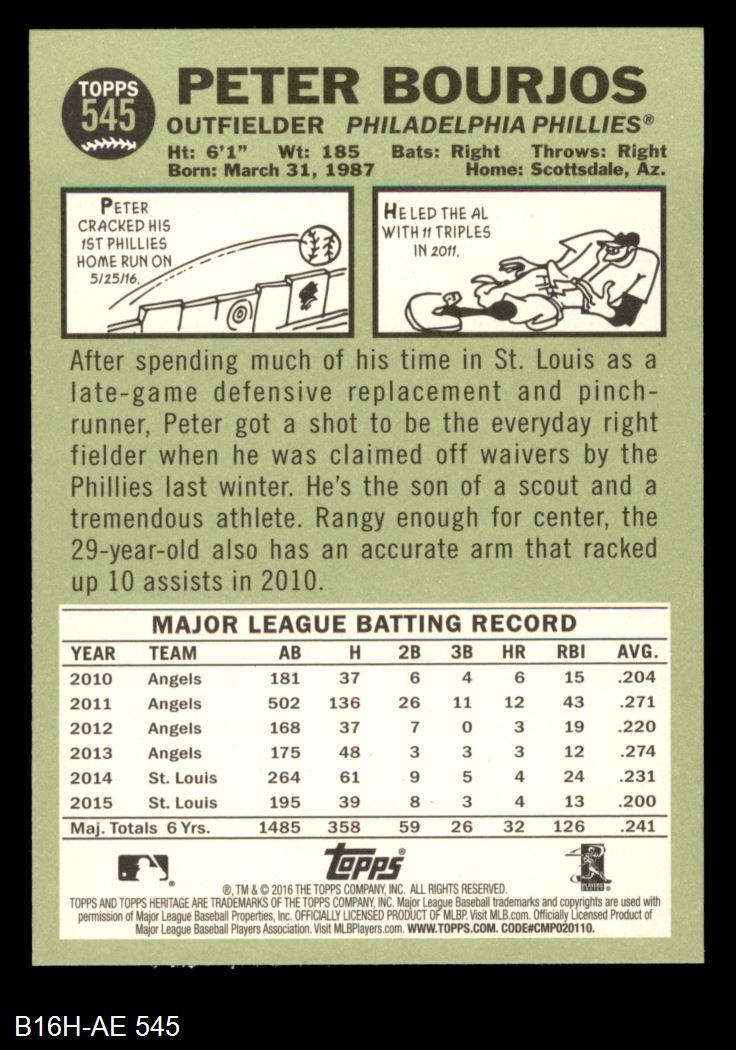 TOPPS
545
PETER BOURJOS
OUTFIELDER PHILADELPHIA PHILLIES®
Ht: 6'1" Wt: 185 Bats: Right Throws: Right
Born: March 31, 1987 Home: Scottsdale, Az.
PETER
CRACKED HIS
1ST PHILLIES
HOME RUN ON
5/25/16.
HE LED THE AL
WITH 11 TRIPLES
IN 2011.
After spending much of his time in St. Louis as a
late-game defensive replacement and pinch-
runner, Peter got a shot to be the everyday right
fielder when he was claimed off waivers by the
Phillies last winter. He's the son of a scout and a
tremendous athlete. Rangy enough for center, the
29-year-old also has an accurate arm that racked
up 10 assists in 2010.
MAJOR LEAGUE BATTING RECORD
YEAR TEAM AB H 2B 3B HR RBI AVG.
2010 Angels 181 37 6 4 6 15 .204
2011 Angels 502 136 26 11 12 43 .271
2012 Angels 168 37 7 0 3 19 .220
2013 Angels 175 48 3 3 3 12 .274
2014 St. Louis 264 61 9 5 4 24 .231
2015 St. Louis 195 39 8 3 4 13 .200
Maj. Totals 6 Yrs. 1485 358 59 26 32 126 .241
Topps®
®, TM & © 2016 THE TOPPS COMPANY, INC. ALL RIGHTS RESERVED.
TOPPS AND TOPPS HERITAGE ARE TRADEMARKS OF THE TOPPS COMPANY, INC. Major League Baseball trademarks and copyrights are used with
permission of Major League Baseball Properties, Inc. OFFICIALLY LICENSED PRODUCT OF MLBP. Visit MLB.com. Officially Licensed Product of
Major League Baseball Players Association. Visit MLBPlayers.com. WWW.TOPPS.COM. CODE#CMP020110.
B16H-AE 545